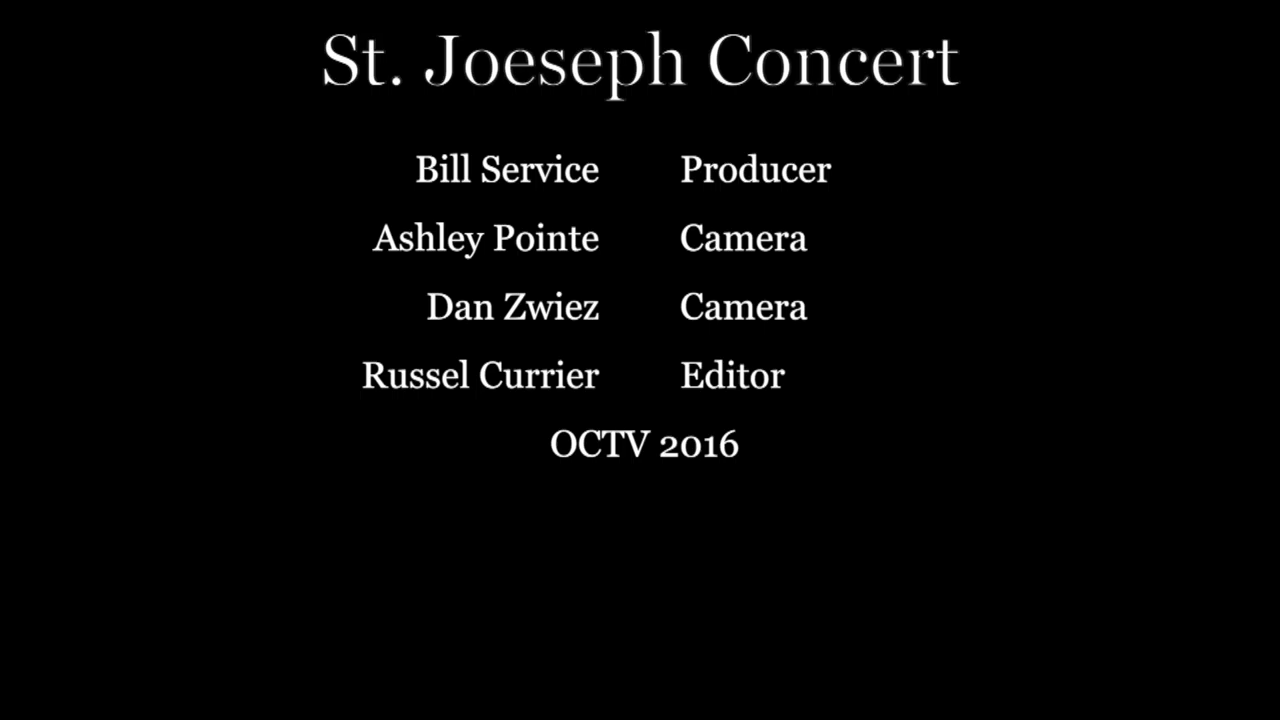 St. Joeseph Concert
Bill Service Producer
Ashley Pointe Camera
Dan Zwiez Camera
Russel Currier Editor
OCTV 2016